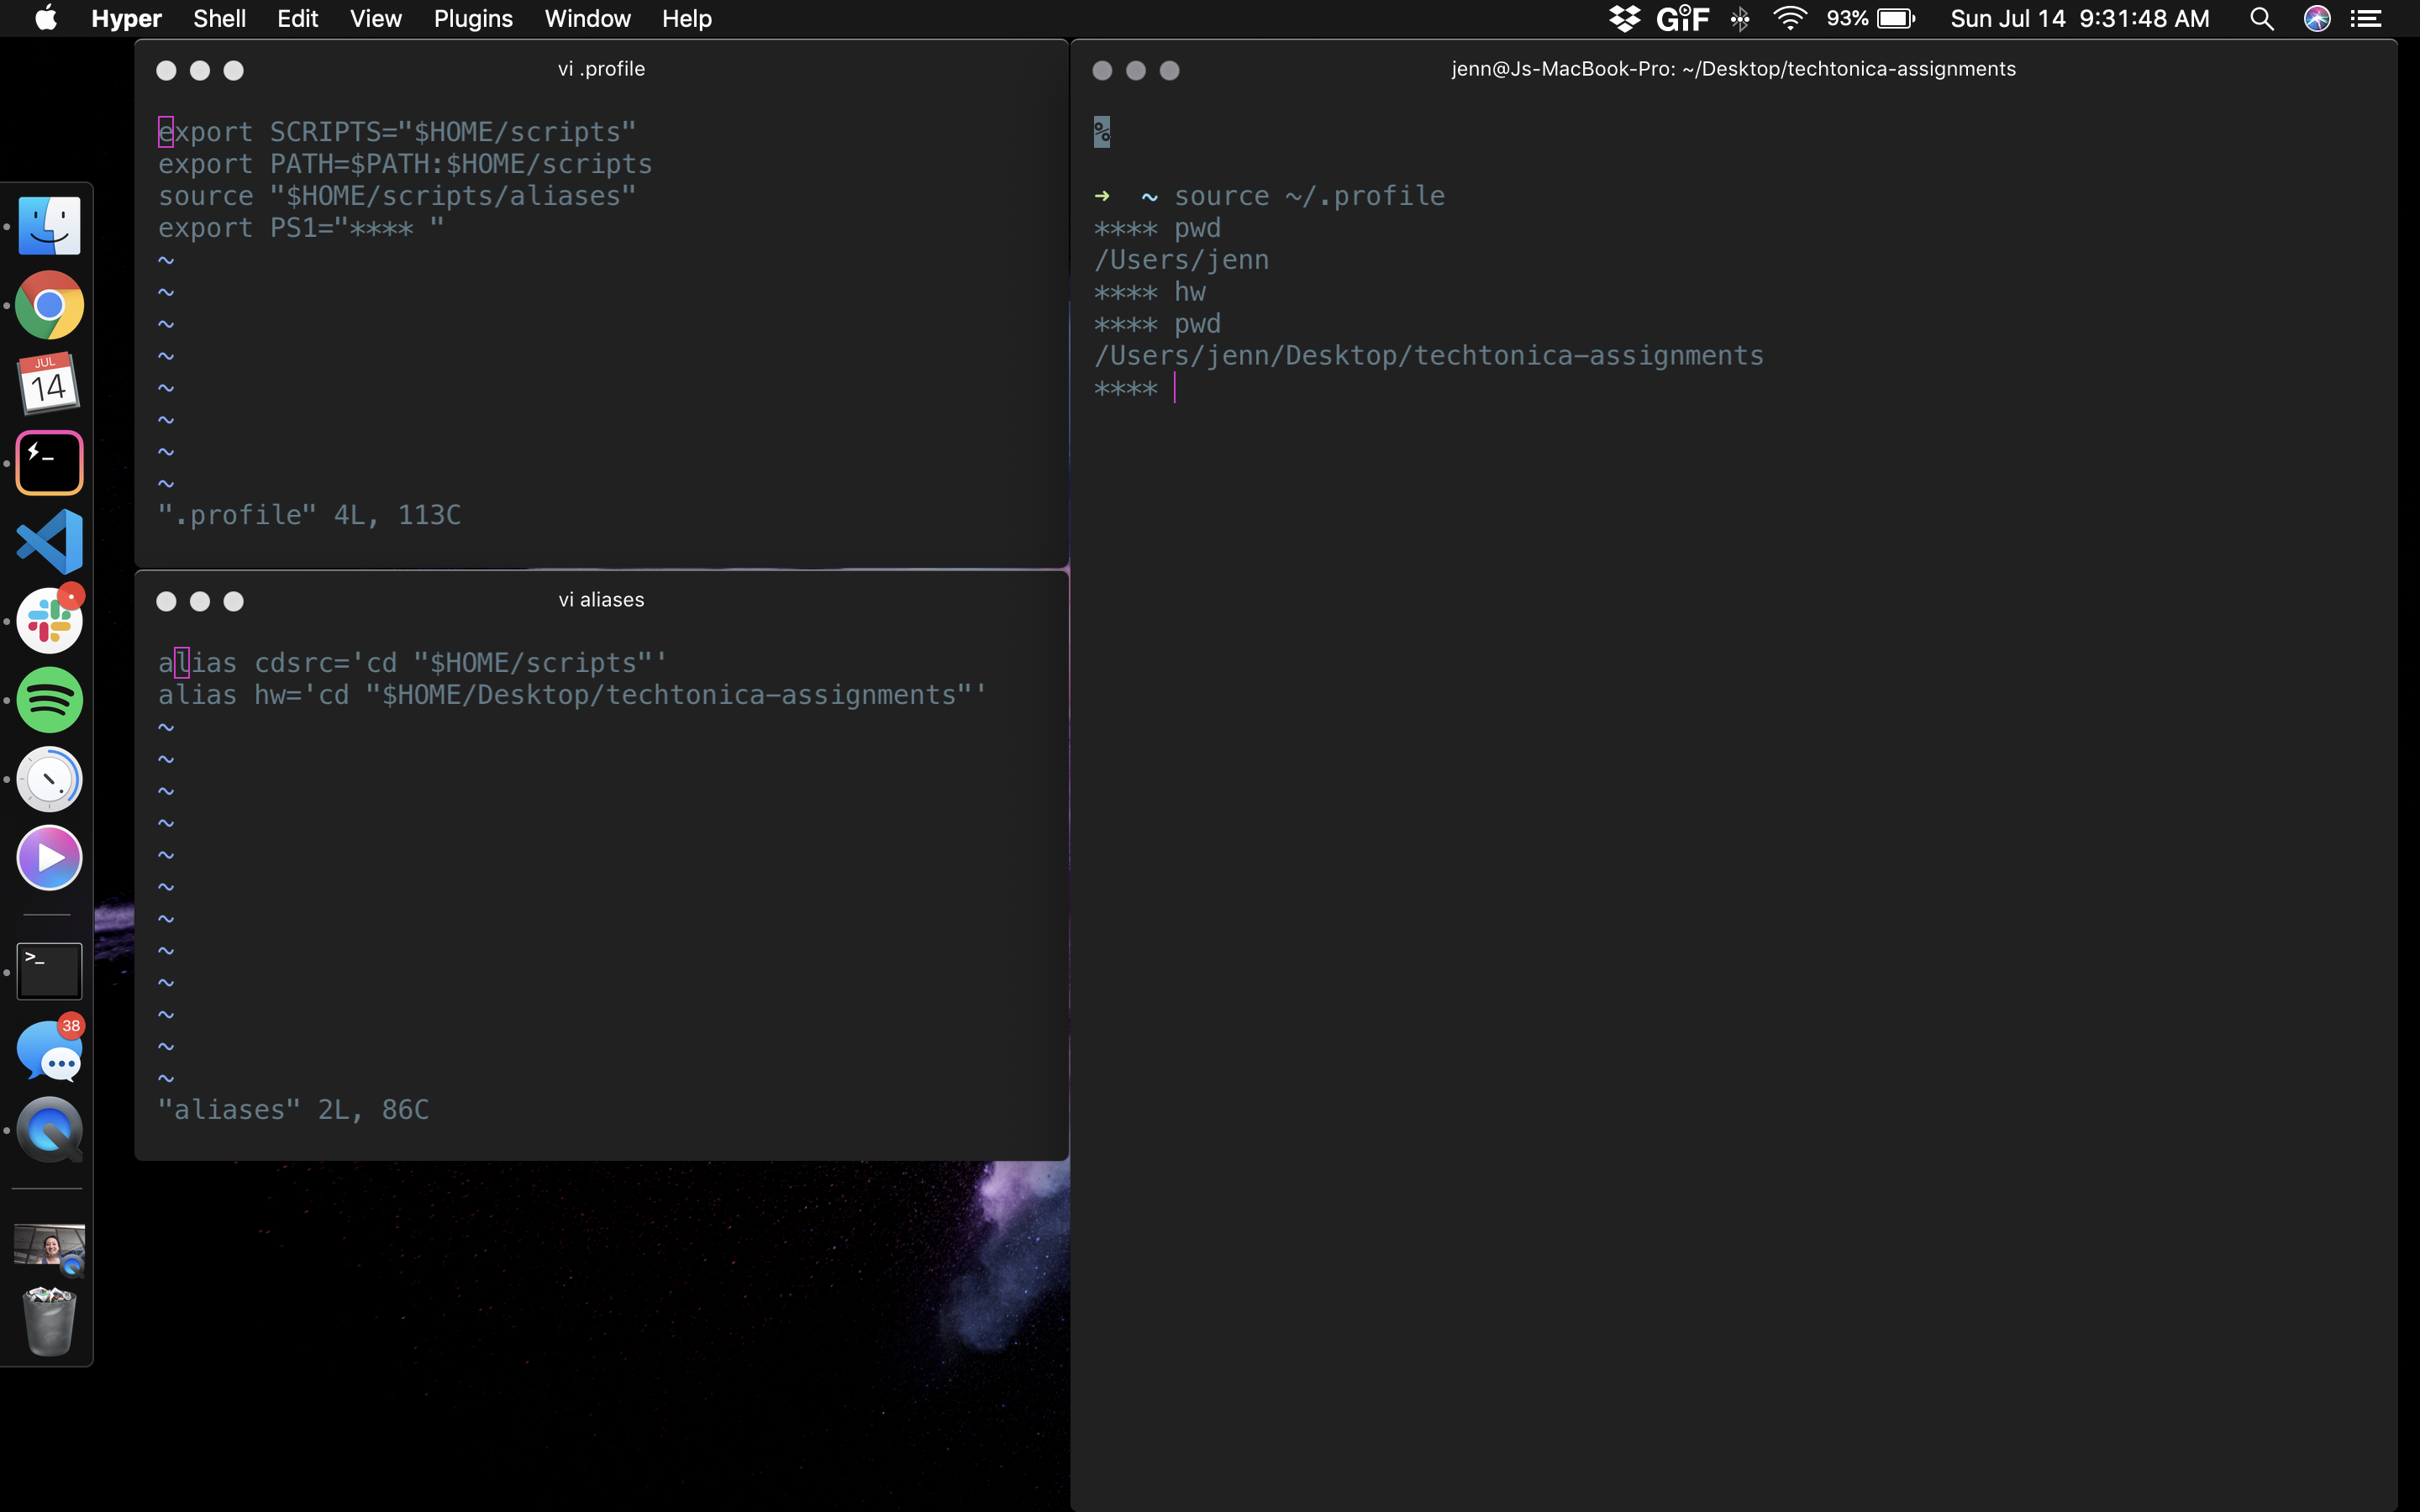 Hyper Shell Edit View Plugins Window Help GIF 93% Sun Jul 14 9:31:48 AM
vi .profile
export SCRIPTS="$HOME/scripts"
export PATH=$PATH:$HOME/scripts
source "$HOME/scripts/aliases"
export PS1="**** "
~
~
~
~
~
~
~
~
".profile" 4L, 113C
vi aliases
alias cdsrc='cd "$HOME/scripts"'
alias hw='cd "$HOME/Desktop/techtonica-assignments"'
~
~
~
~
~
~
~
~
~
~
~
~
"aliases" 2L, 86C
jenn@Js-MacBook-Pro: ~/Desktop/techtonica-assignments
%
➜ ~ source ~/.profile
**** pwd
/Users/jenn
**** hw
**** pwd
/Users/jenn/Desktop/techtonica-assignments
****
JUL
14
>_
38